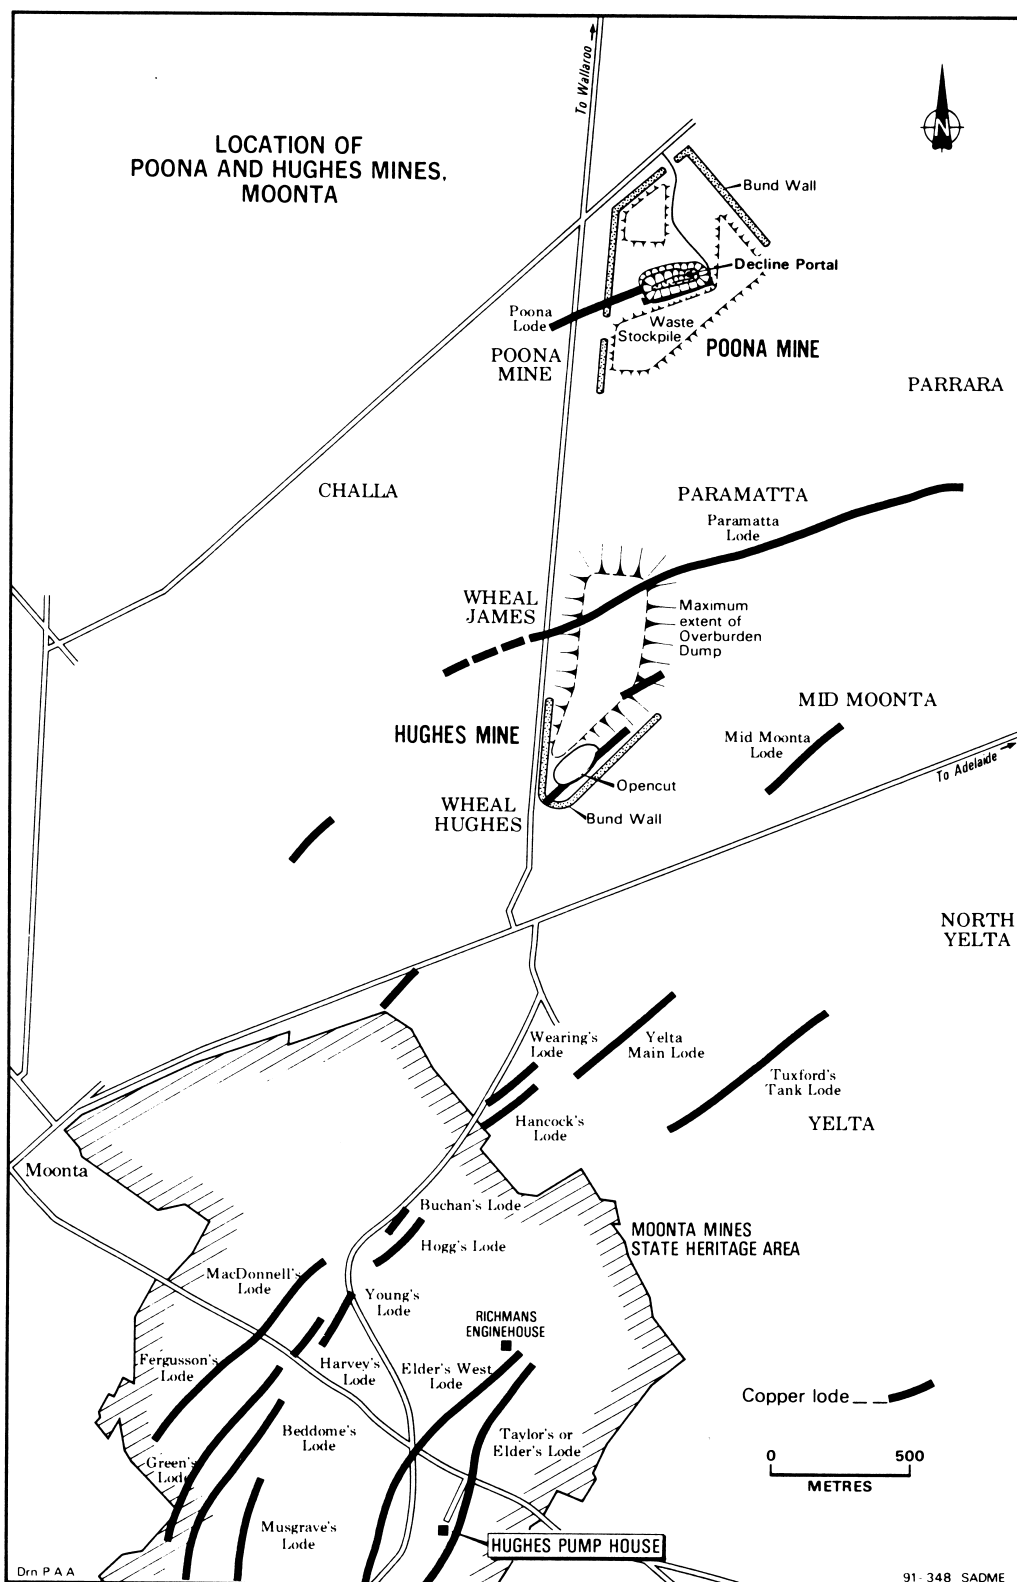 To Wallaroo
LOCATION OF
POONA AND HUGHES MINES,
MOONTA
N
Bund Wall
Decline Portal
Poona
Lode
Waste
Stockpile
POONA MINE
POONA
MINE
PARRARA
CHALLA
PARAMATTA
Paramatta
Lode
WHEAL
JAMES
Maximum
extent of
Overburden
Dump
MID MOONTA
HUGHES MINE
Mid Moonta
Lode
To Adelaide
Opencut
WHEAL
HUGHES
Bund Wall
NORTH
YELTA
Wearing's
Lode
Yelta
Main Lode
Tuxford's
Tank Lode
Hancock's
Lode
YELTA
Moonta
Buchan's Lode
MOONTA MINES
STATE HERITAGE AREA
Hogg's Lode
MacDonnell's
Lode
Young's
Lode
RICHMANS
ENGINEHOUSE
Fergusson's
Lode
Harvey's
Lode
Elder's West
Lode
Copper lode
Beddome's
Lode
Taylor's or
Elder's Lode
Green's
Lode
0 500
METRES
Musgrave's
Lode
HUGHES PUMP HOUSE
Drn P A A
91-348 SADME